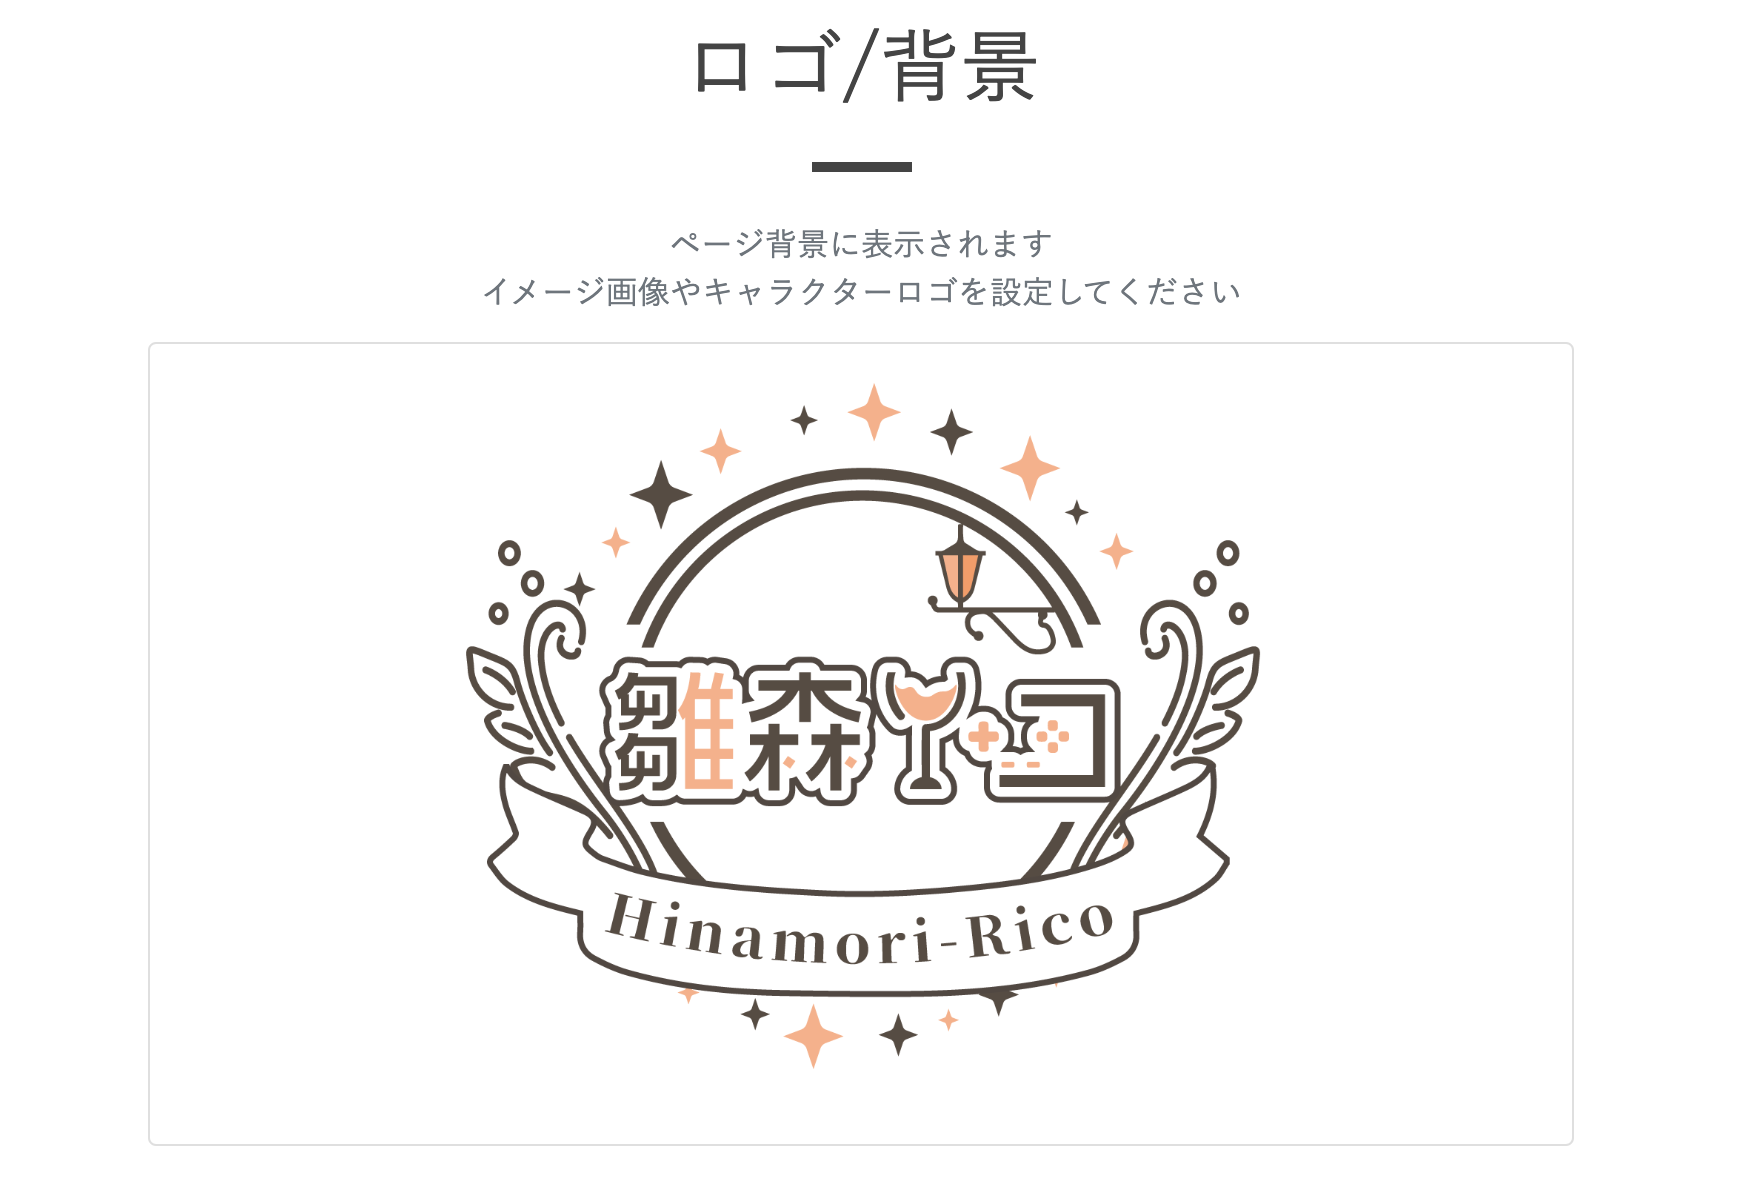 ロゴ/背景
ページ背景に表示されます
イメージ画像やキャラクターロゴを設定してください
雛森リコ
Hinamori-Rico